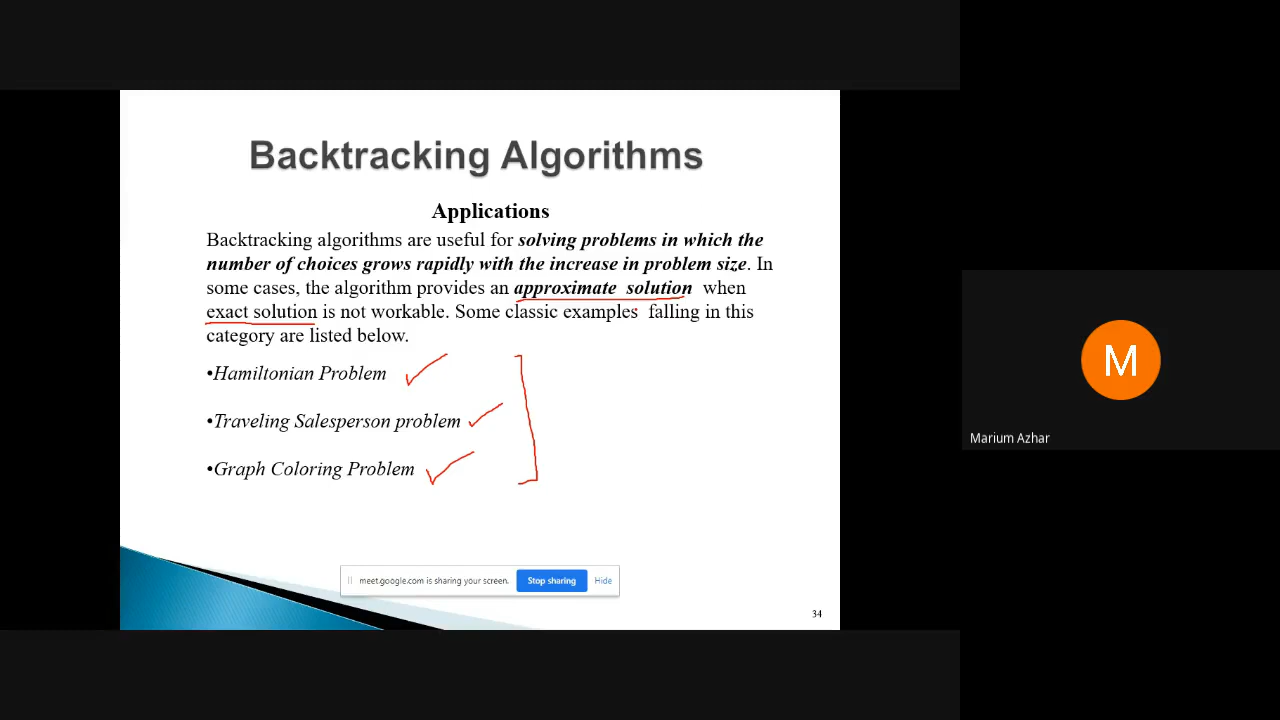 Backtracking Algorithms
Applications
Backtracking algorithms are useful for solving problems in which the
number of choices grows rapidly with the increase in problem size. In
some cases, the algorithm provides an approximate solution when
exact solution is not workable. Some classic examples falling in this
category are listed below.
•Hamiltonian Problem
•Traveling Salesperson problem
•Graph Coloring Problem
meet.google.com is sharing your screen. Stop sharing Hide
34
M
Marium Azhar